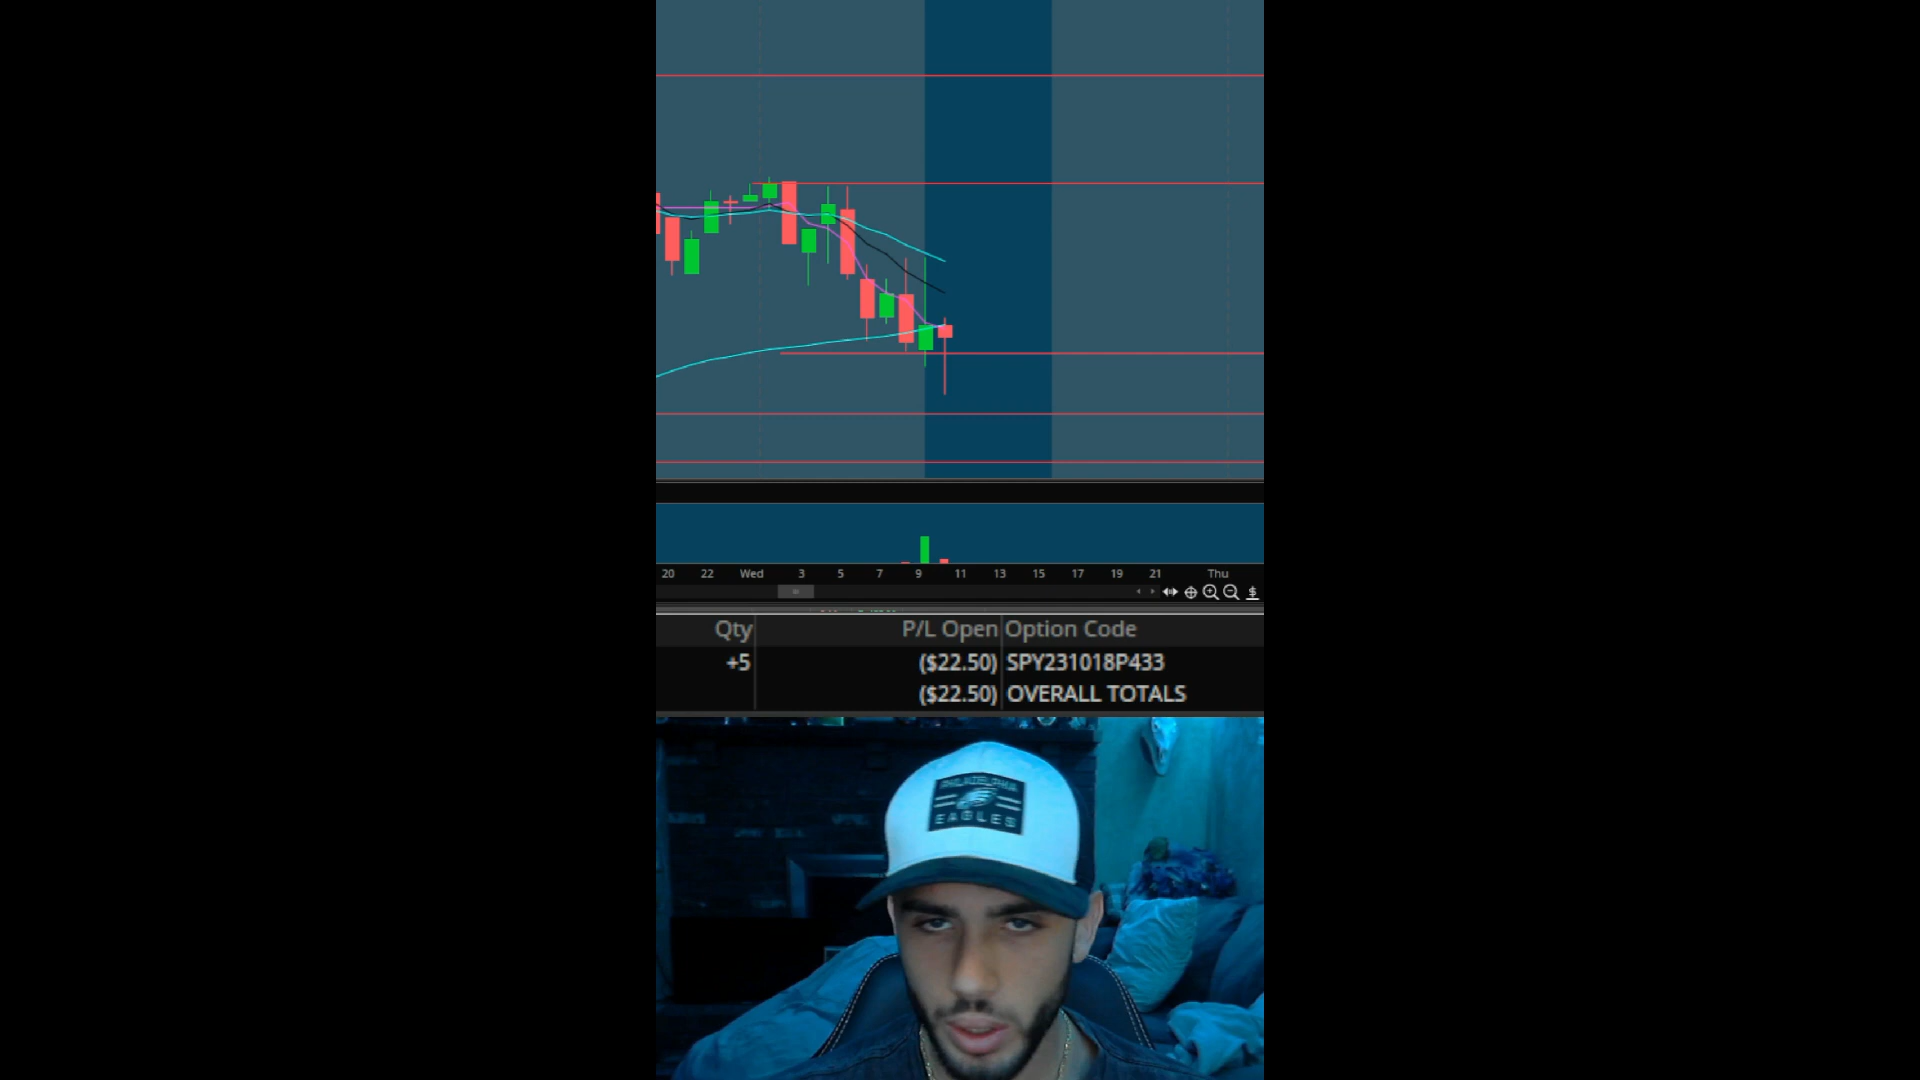 20 22 Wed 3 5 7 9 11 13 15 17 19 21 Thu
Qty P/L Open Option Code
+5 ($22.50) SPY231018P433
($22.50) OVERALL TOTALS
PHILADELPHIA
EAGLES